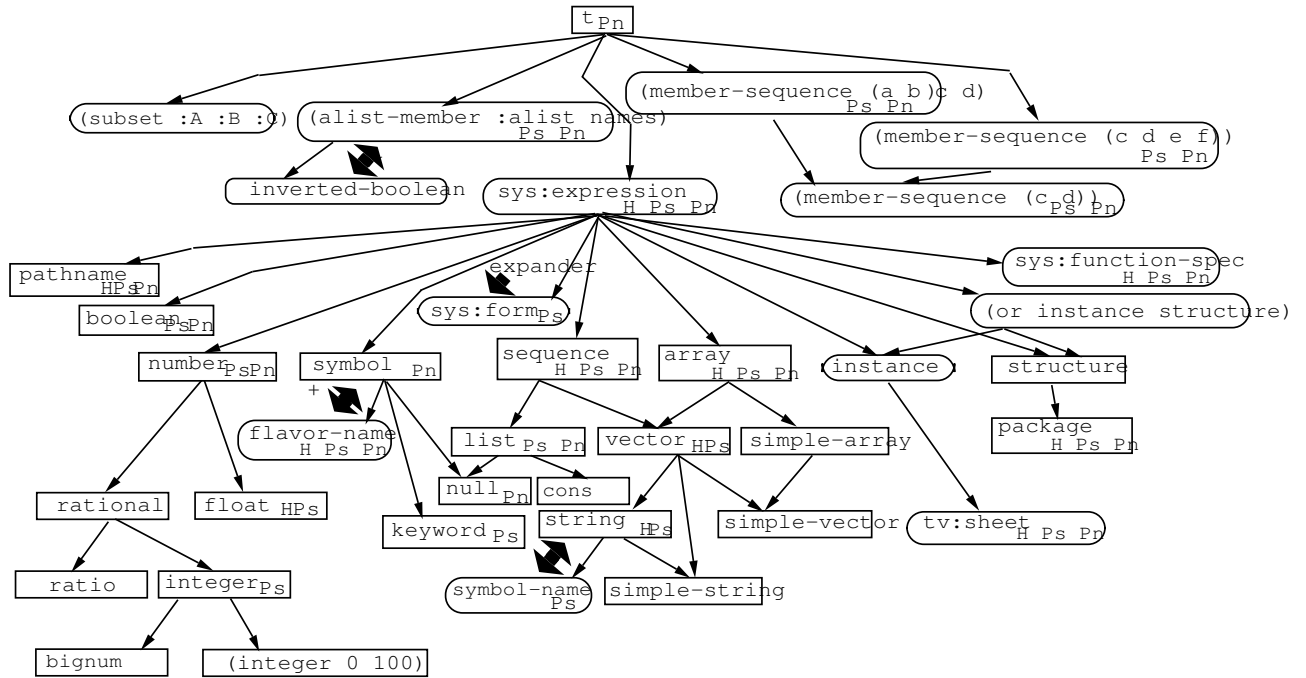 t Pn
(subset :A :B :C)
(alist-member :alist names)
Ps Pn
(member-sequence (a b)c d)
Ps Pn
(member-sequence (c d e f))
Ps Pn
inverted-boolean
sys:expression
H Ps Pn
(member-sequence (c d))
Ps Pn
pathname
HPs Pn
boolean Ps Pn
expander
sys:form Ps
sys:function-spec
H Ps Pn
(or instance structure)
number Ps Pn
symbol Pn
+
sequence
H Ps Pn
array
H Ps Pn
instance
structure
flavor-name
H Ps Pn
list Ps Pn
vector HPs
simple-array
package
H Ps Pn
rational
float HPs
null Pn
cons
keyword Ps
string HPs
simple-vector
tv:sheet
H Ps Pn
ratio
integer Ps
symbol-name
Ps
simple-string
bignum
(integer 0 100)